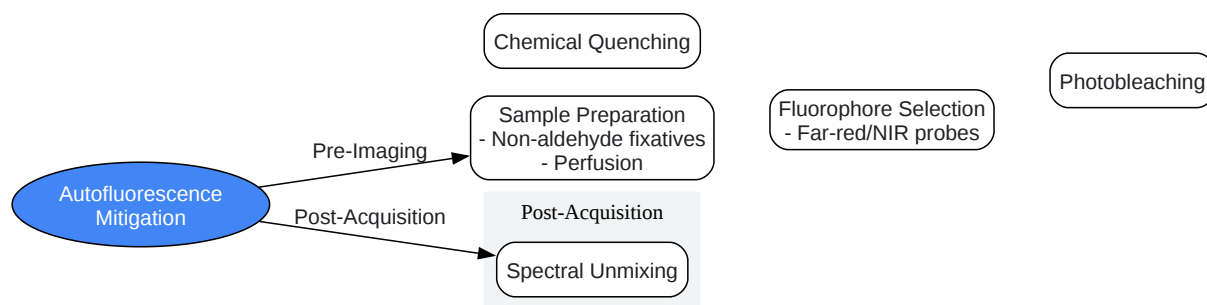 Autofluorescence
Mitigation
Pre-Imaging
Post-Acquisition
Chemical Quenching
Sample Preparation
- Non-aldehyde fixatives
- Perfusion
Post-Acquisition
Spectral Unmixing
Fluorophore Selection
- Far-red/NIR probes
Photobleaching